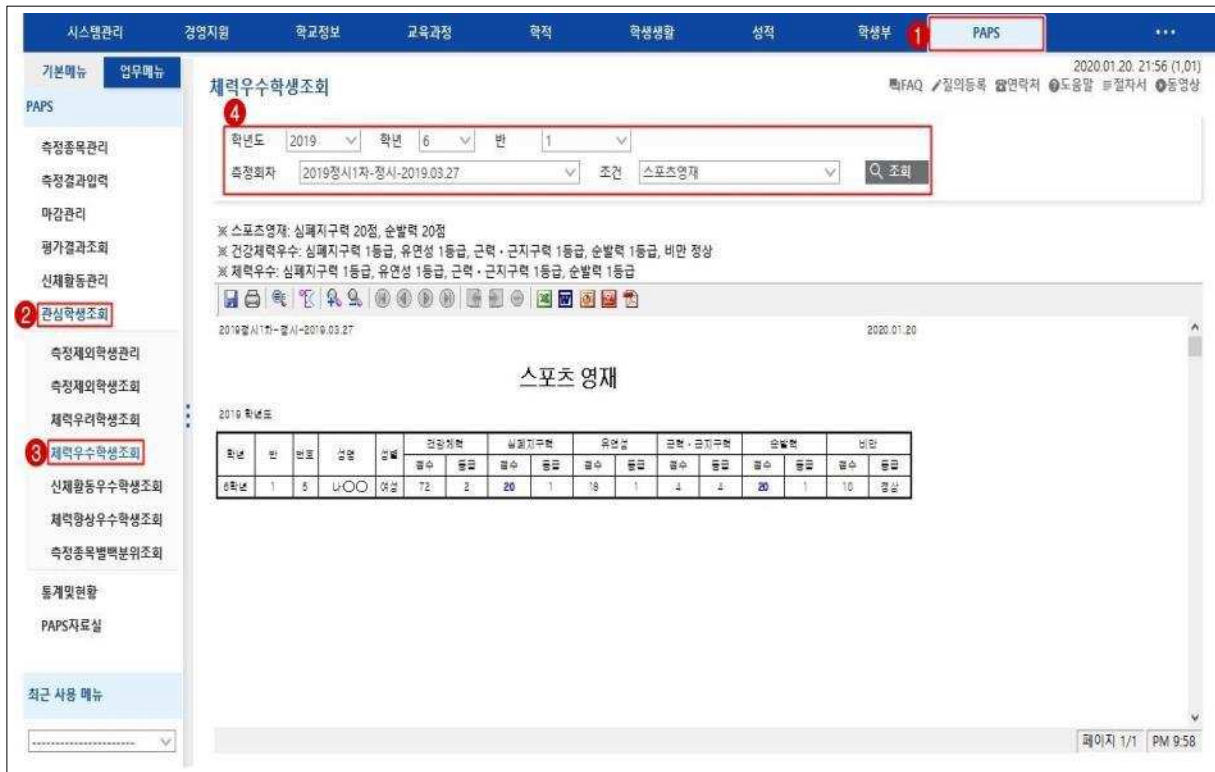 시스템관리 경영지원 학교정보 교육과정 학적 학생생활 성적 학생부 1 PAPS ...
기본메뉴 업무메뉴
2020.01.20. 21:56 (1,01)
체력우수학생조회
FAQ 질의등록 연락처 도움말 절차서 동영상
PAPS
측정종목관리
측정결과입력
마감관리
평가결과조회
신체활동관리
2 관심학생조회
측정제외학생관리
측정제외학생조회
체력우려학생조회
3 체력우수학생조회
신체활동우수학생조회
체력향상우수학생조회
측정종목별백분위조회
통계및현황
PAPS자료실
최근 사용 메뉴
----------------------
4
학년도 2019 학년 6 반 1
측정회차 2019정시1차-정시-2019.03.27 조건 스포츠영재 조회
※ 스포츠영재: 심폐지구력 20점, 순발력 20점
※ 건강체력우수: 심폐지구력 1등급, 유연성 1등급, 근력·근지구력 1등급, 순발력 1등급, 비만 정상
※ 체력우수: 심폐지구력 1등급, 유연성 1등급, 근력·근지구력 1등급, 순발력 1등급
2019정시1차-정시-2019.03.27 2020.01.20
스포츠 영재
2019 학년도
학년 반 번호 성명 성별 건강체력 심폐지구력 유연성 근력·근지구력 순발력 비만
점수 등급 점수 등급 점수 등급 점수 등급 점수 등급 점수 등급
6학년 1 5 나○○ 여성 72 2 20 1 18 1 4 4 20 1 10 정상
페이지 1/1 PM 9:58